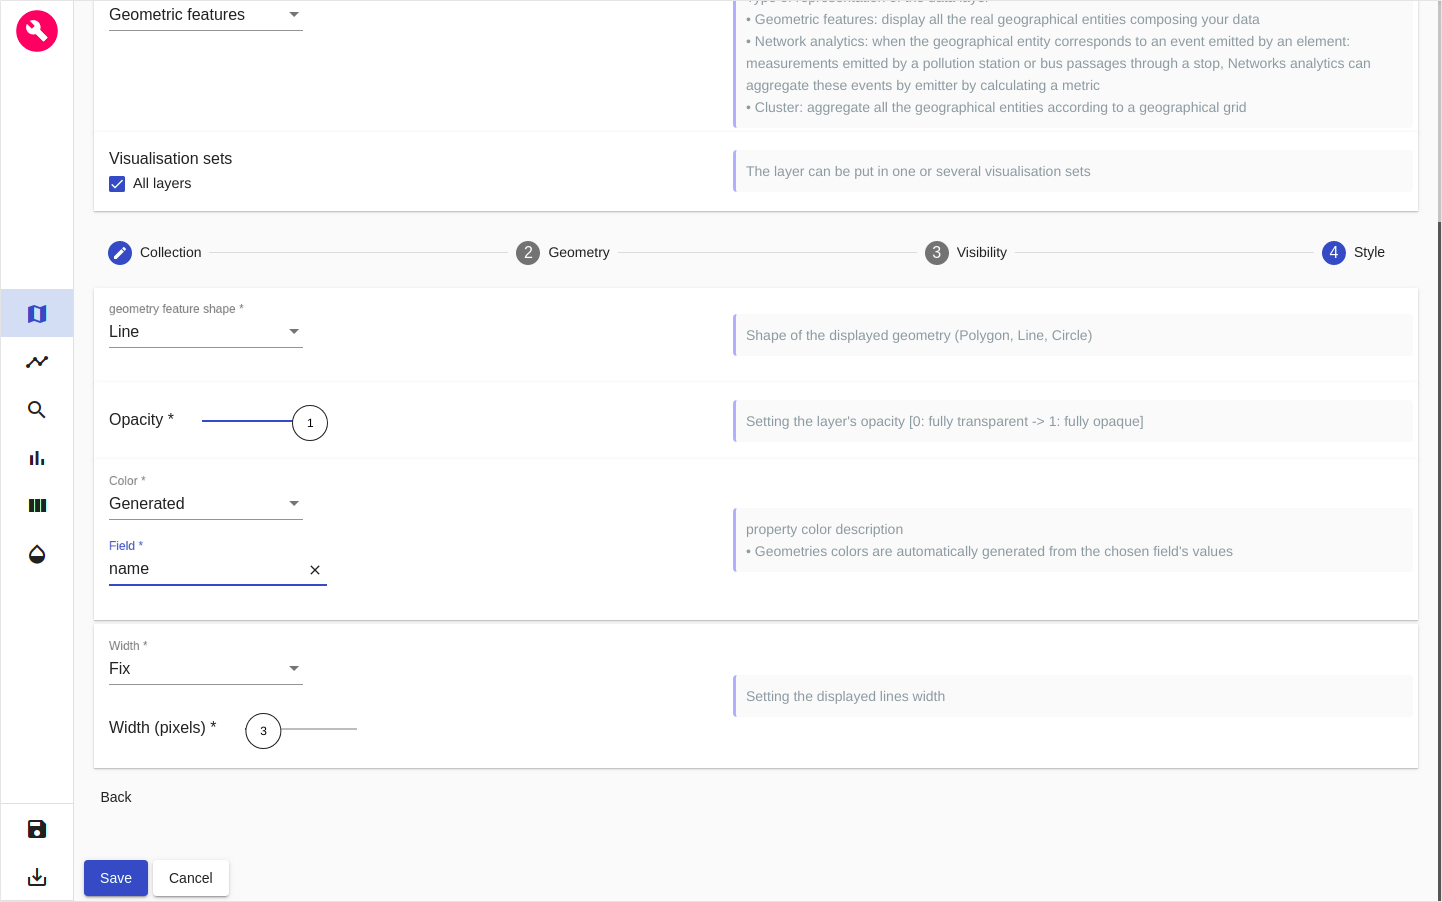 Geometric features
Type of representation of the data layer
• Geometric features: display all the real geographical entities composing your data
• Network analytics: when the geographical entity corresponds to an event emitted by an element:
measurements emitted by a pollution station or bus passages through a stop, Networks analytics can
aggregate these events by emitter by calculating a metric
• Cluster: aggregate all the geographical entities according to a geographical grid
Visualisation sets
All layers
The layer can be put in one or several visualisation sets
Collection
2 Geometry
3 Visibility
4 Style
geometry feature shape *
Line
Shape of the displayed geometry (Polygon, Line, Circle)
Opacity *
1
Setting the layer's opacity [0: fully transparent -> 1: fully opaque]
Color *
Generated
Field *
name
property color description
• Geometries colors are automatically generated from the chosen field's values
Width *
Fix
Width (pixels) *
3
Setting the displayed lines width
Back
Save
Cancel